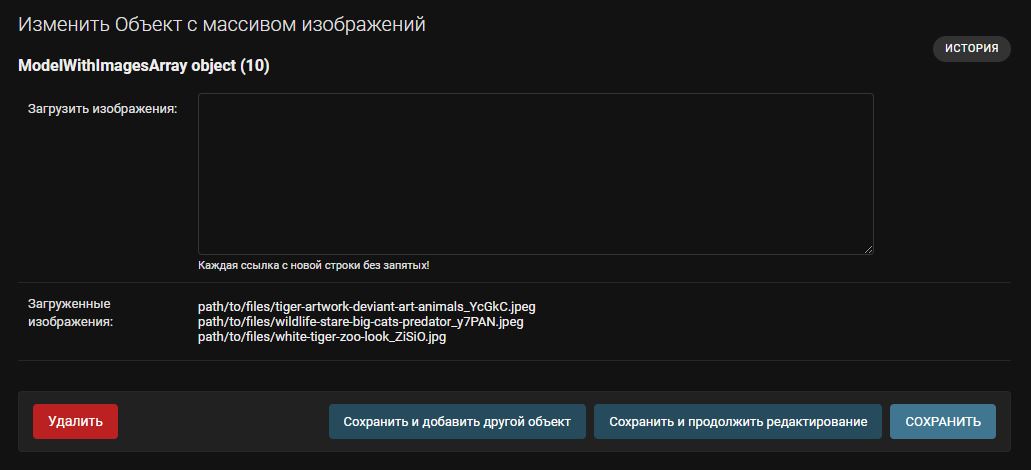 Изменить Объект с массивом изображений
ИСТОРИЯ
ModelWithImagesArray object (10)
Загрузить изображения:
Каждая ссылка с новой строки без запятых!
Загруженные
изображения:
path/to/files/tiger-artwork-deviant-art-animals_YcGkC.jpeg
path/to/files/wildlife-stare-big-cats-predator_y7PAN.jpeg
path/to/files/white-tiger-zoo-look_ZiSiO.jpg
Удалить
Сохранить и добавить другой объект
Сохранить и продолжить редактирование
СОХРАНИТЬ